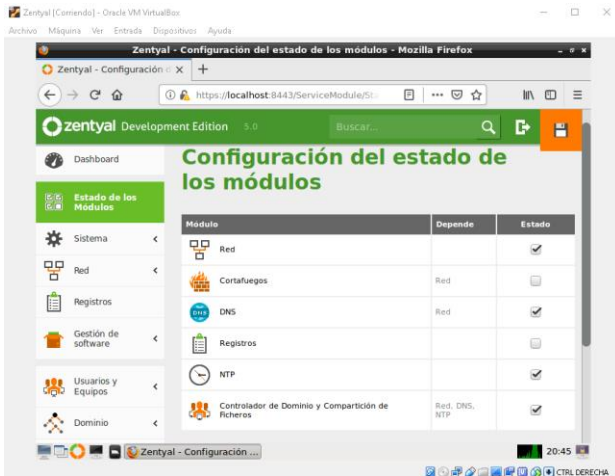 Zentyal [Corriendo] - Oracle VM VirtualBox
Archivo Máquina Ver Entrada Dispositivos Ayuda
Zentyal - Configuración del estado de los módulos - Mozilla Firefox
Zentyal - Configuración
https://localhost:8443/ServiceModule/St
zentyal Development Edition 5.0
Buscar...
Dashboard
Estado de los
Módulos
Sistema
Red
Registros
Gestión de
software
Usuarios y
Equipos
Dominio
Configuración del estado de
los módulos
Módulo Depende Estado
Red
Cortafuegos Red
DNS Red
Registros
NTP
Controlador de Dominio y Compartición de
Ficheros
Red, DNS,
NTP
Zentyal - Configuración ...
20:45
CTRL DERECHA